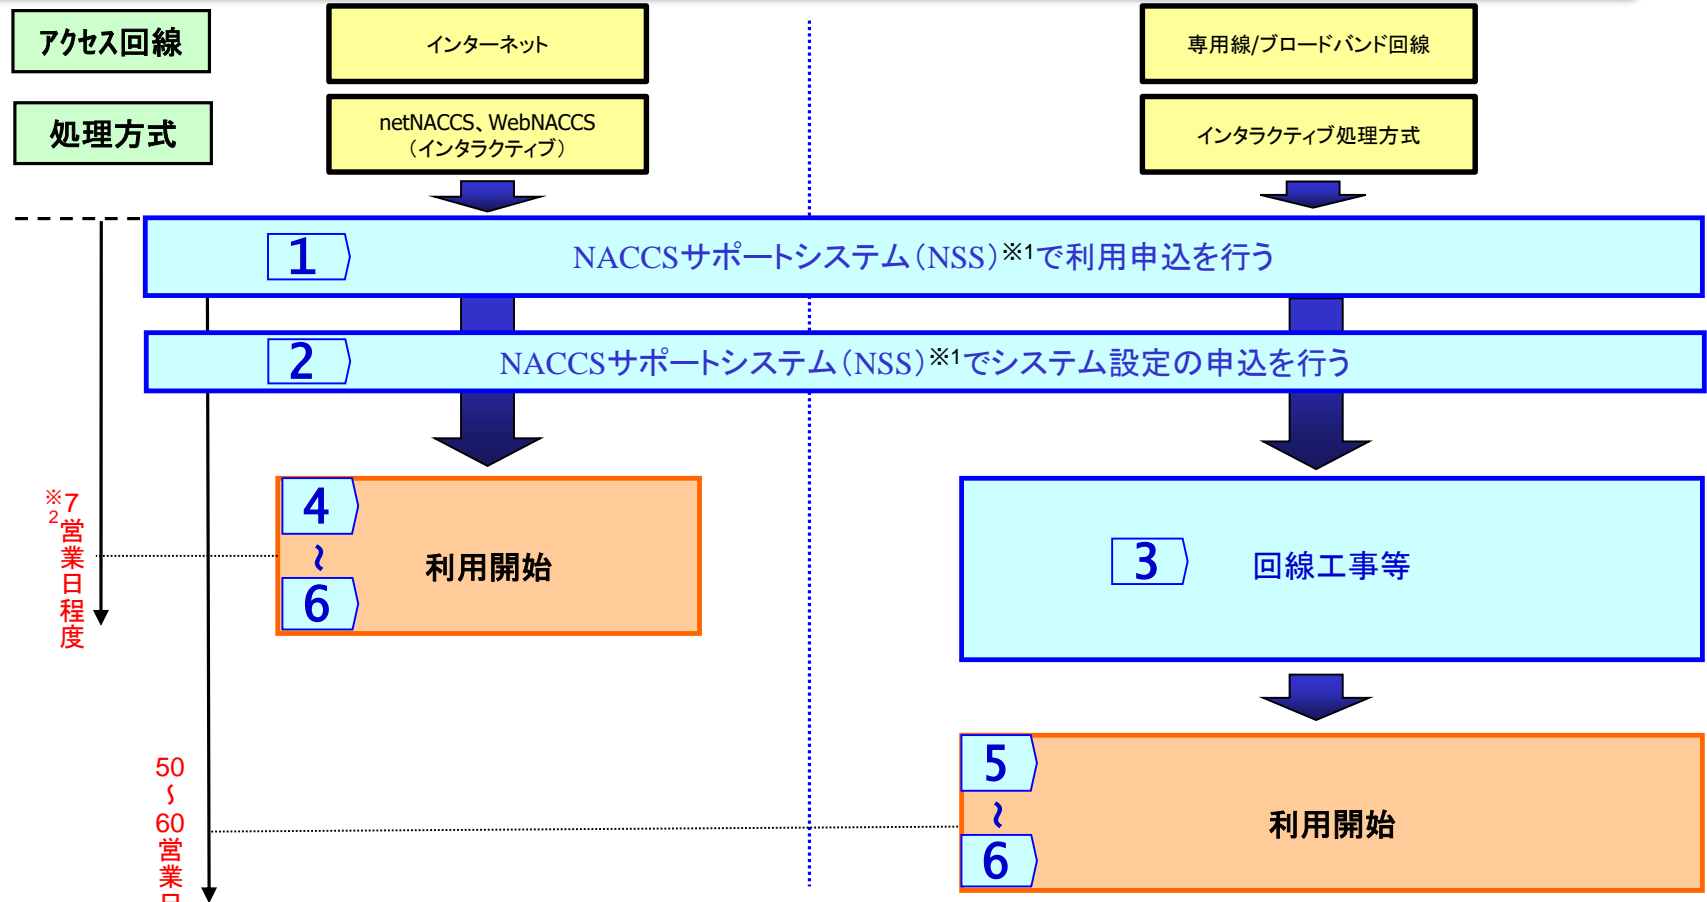 アクセス回線
インターネット
専用線/ブロードバンド回線
処理方式
netNACCS、WebNACCS
（インタラクティブ）
インタラクティブ処理方式
1
NACCSサポートシステム（NSS）※1で利用申込を行う
2
NACCSサポートシステム（NSS）※1でシステム設定の申込を行う
※2 7営業日程度
4
～
6
利用開始
3
回線工事等
50～60営業日
5
～
6
利用開始